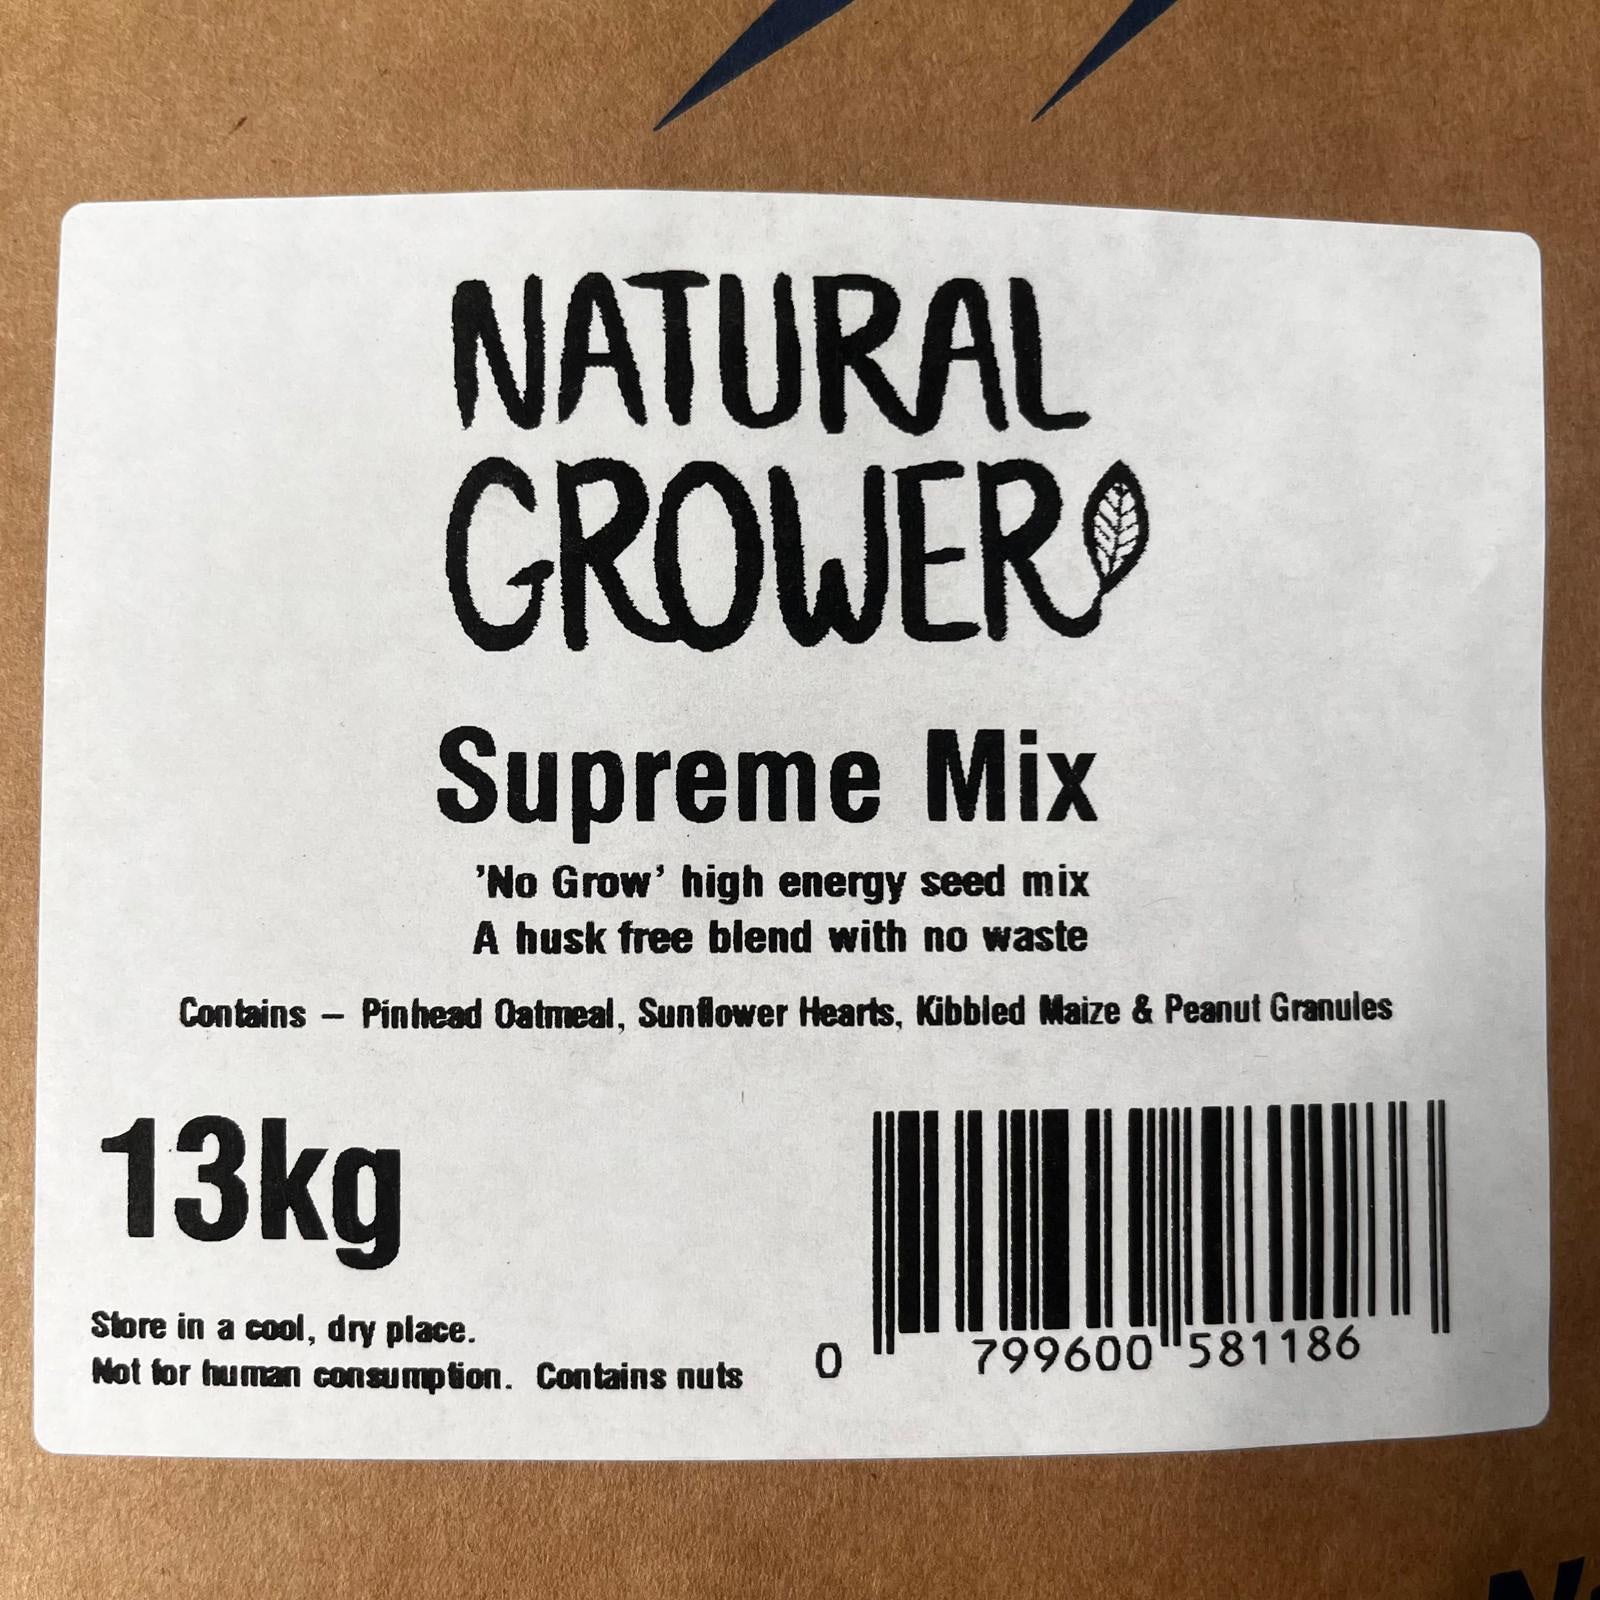 NATURAL
GROWER
Supreme Mix
'No Grow' high energy seed mix
A husk free blend with no waste
Contains – Pinhead Oatmeal, Sunflower Hearts, Kibbled Maize & Peanut Granules
13kg
Store in a cool, dry place.
Not for human consumption. Contains nuts
0 799600 581186